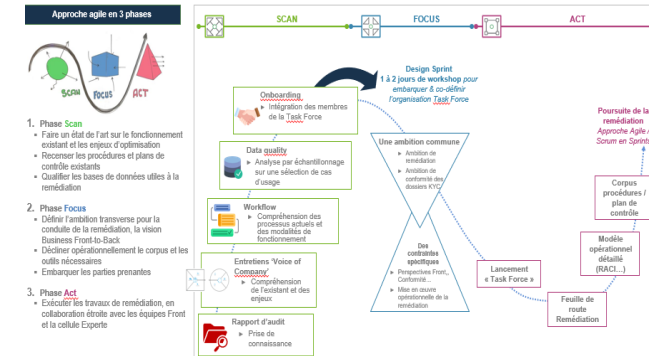 Approche agile en 3 phases
SCAN
FOCUS
ACT
SCAN
FOCUS
ACT
1. Phase Scan
▪ Faire un état de l'art sur le fonctionnement
existant et les enjeux d'optimisation
▪ Recenser les procédures et plans de
contrôle existants
▪ Qualifier les bases de données utiles à la
remédiation
2. Phase Focus
▪ Définir l'ambition transverse pour la
conduite de la remédiation, la vision
Business Front-to-Back
▪ Décliner opérationnellement le corpus et les
outils nécessaires
▪ Embarquer les parties prenantes
3. Phase Act
▪ Exécuter les travaux de remédiation, en
collaboration étroite avec les équipes Front
et la cellule Experte
Onboarding
► Intégration des membres
de la Task Force
Data quality
► Analyse par échantillonnage
sur une sélection de cas
d'usage
Workflow
► Compréhension des
processus actuels et
des modalités de
fonctionnement
Entretiens 'Voice of
Company'
► Compréhension
de l'existant et des
enjeux
Rapport d'audit
► Prise de
connaissance
Design Sprint
1 à 2 jours de workshop pour
embarquer & co-définir
l'organisation Task Force
Une ambition commune
► Ambition de
remédiation
► Ambition de
conformité des
dossiers KYC
Des
contraintes
spécifiques
► Perspectives Front,
Conformité…
► Mise en œuvre
opérationnelle de la
remédiation
Lancement
« Task Force »
Feuille de
route
Remédiation
Modèle
opérationnel
détaillé
(RACI…)
Corpus
procédures /
plan de
contrôle
Poursuite de la
remédiation
Approche Agile /
Scrum en Sprints